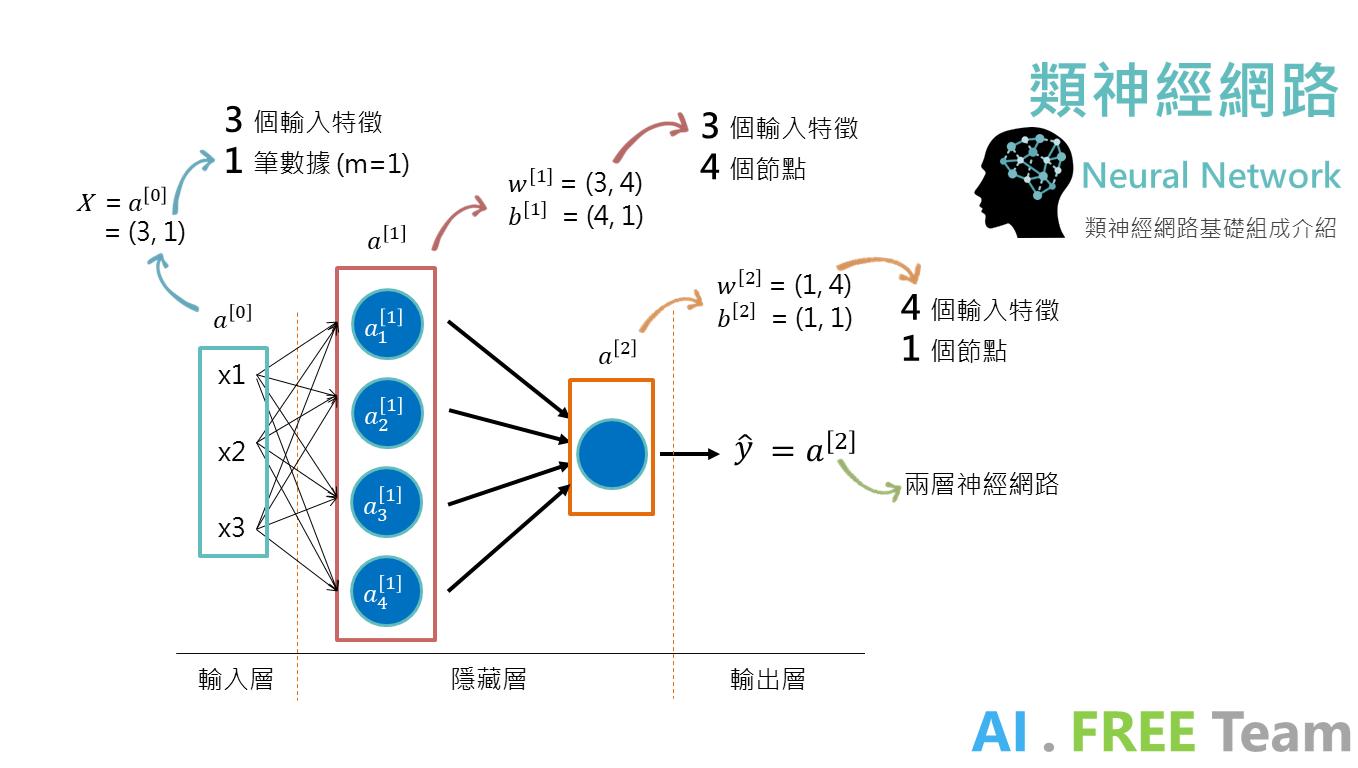 類神經網路
Neural Network
類神經網路基礎組成介紹
3 個輸入特徵
1 筆數據 (m=1)
X = a^[0]
= (3, 1)
a^[0]
x1
x2
x3
a^[1]
a_1^[1]
a_2^[1]
a_3^[1]
a_4^[1]
w^[1] = (3, 4)
b^[1] = (4, 1)
3 個輸入特徵
4 個節點
a^[2]
w^[2] = (1, 4)
b^[2] = (1, 1)
4 個輸入特徵
1 個節點
ŷ = a^[2]
兩層神經網路
輸入層
隱藏層
輸出層
AI . FREE Team